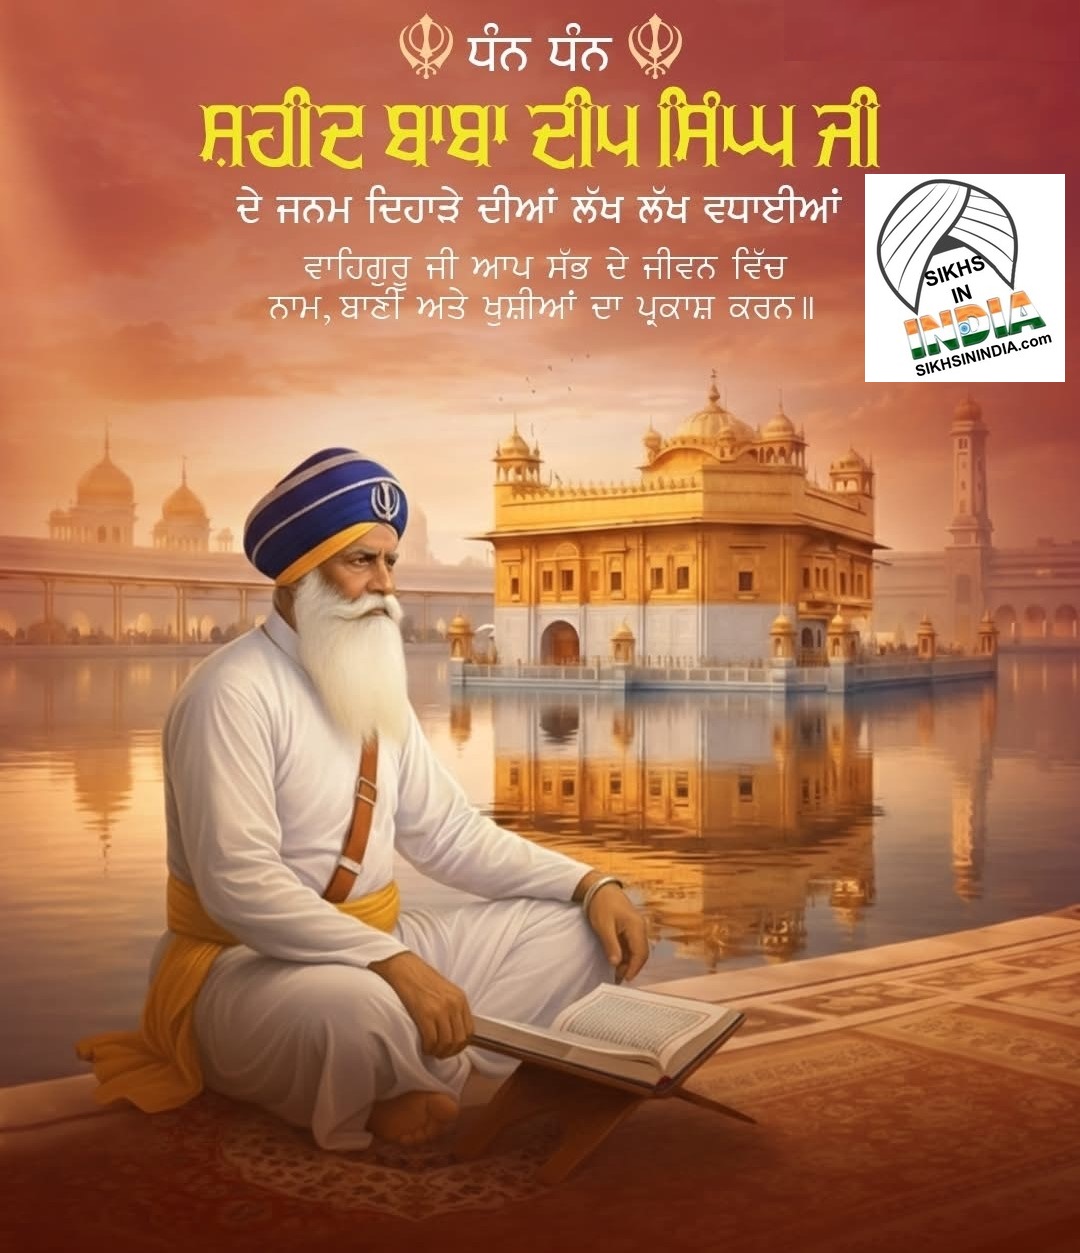 ਧੰਨ ਧੰਨ
ਸ਼ਹੀਦ ਬਾਬਾ ਦੀਪ ਸਿੰਘ ਜੀ
ਦੇ ਜਨਮ ਦਿਹਾੜੇ ਦੀਆਂ ਲੱਖ ਲੱਖ ਵਧਾਈਆਂ
ਵਾਹਿਗੁਰੂ ਜੀ ਆਪ ਸੱਭ ਦੇ ਜੀਵਨ ਵਿੱਚ
ਨਾਮ, ਬਾਣੀ ਅਤੇ ਖੁਸ਼ੀਆਂ ਦਾ ਪ੍ਰਕਾਸ਼ ਕਰਨ॥
SIKHS
IN
INDIA
SIKHSININDIA.com